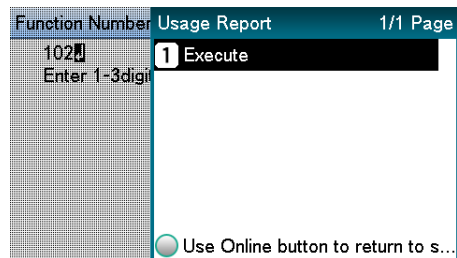 Function Number
102
Enter 1-3digi
Usage Report 1/1 Page
1 Execute
Use Online button to return to s...